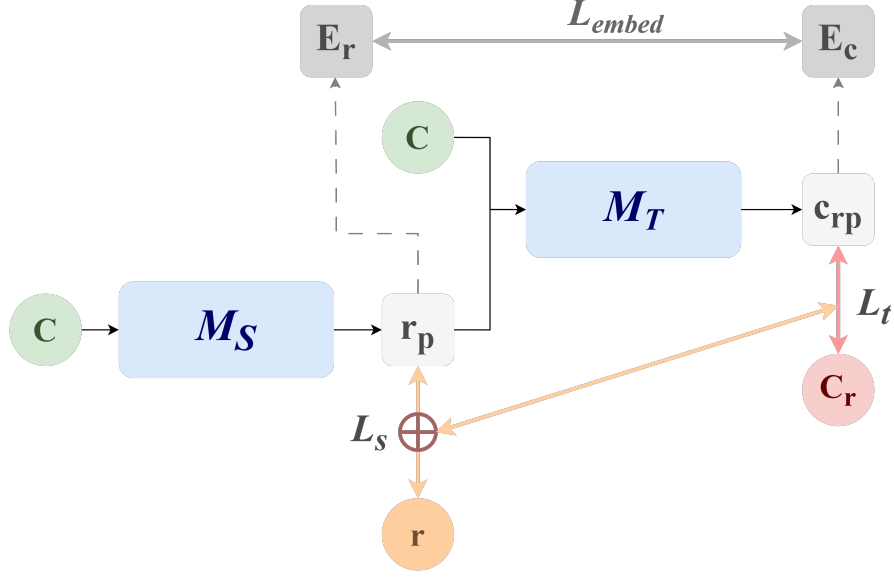 L_embed
E_r
E_c
C
M_T
c_rp
C
M_S
r_p
L_t
C_r
L_s
r